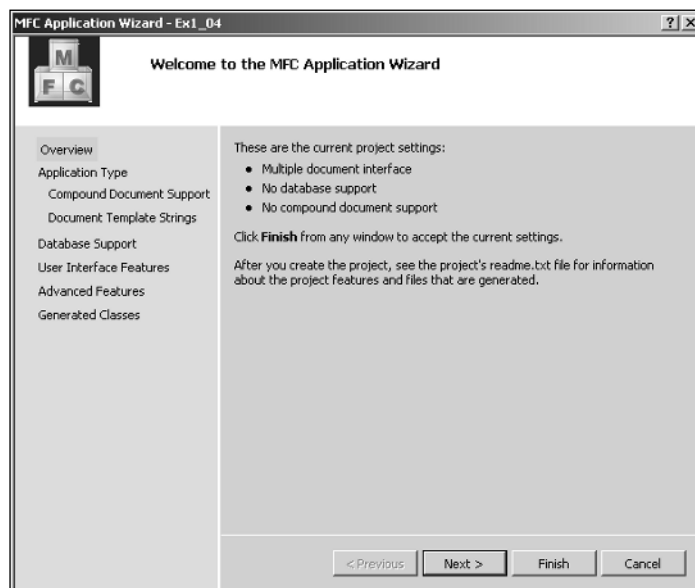 MFC Application Wizard - Ex1_04
? X
M
F C
Welcome to the MFC Application Wizard
Overview
Application Type
Compound Document Support
Document Template Strings
Database Support
User Interface Features
Advanced Features
Generated Classes
These are the current project settings:
• Multiple document interface
• No database support
• No compound document support
Click Finish from any window to accept the current settings.
After you create the project, see the project's readme.txt file for information
about the project features and files that are generated.
< Previous
Next >
Finish
Cancel